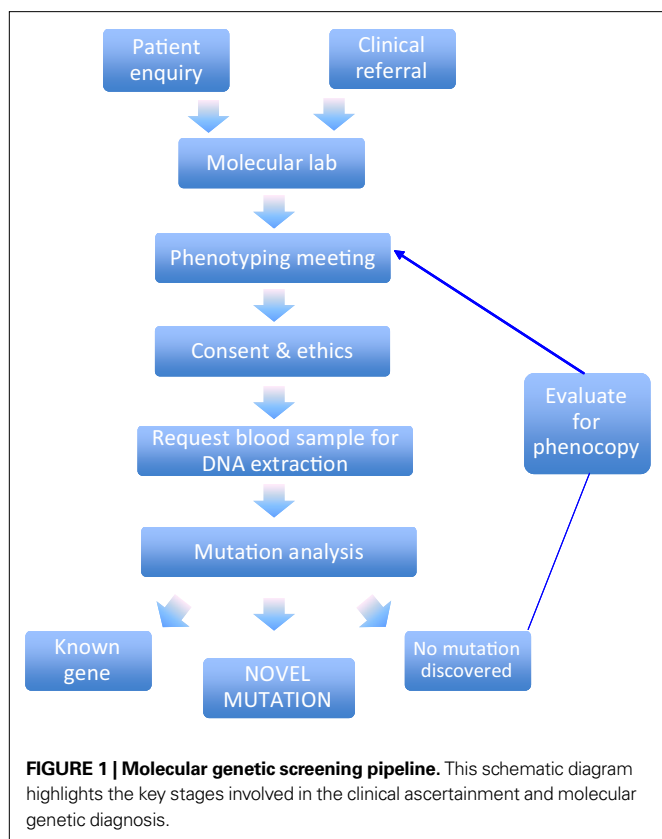 Patient
enquiry
Clinical
referral
Molecular lab
Phenotyping meeting
Consent & ethics
Evaluate
for
phenocopy
Request blood sample for
DNA extraction
Mutation analysis
Known
gene
NOVEL
MUTATION
No mutation
discovered
FIGURE 1 | Molecular genetic screening pipeline. This schematic diagram
highlights the key stages involved in the clinical ascertainment and molecular
genetic diagnosis.